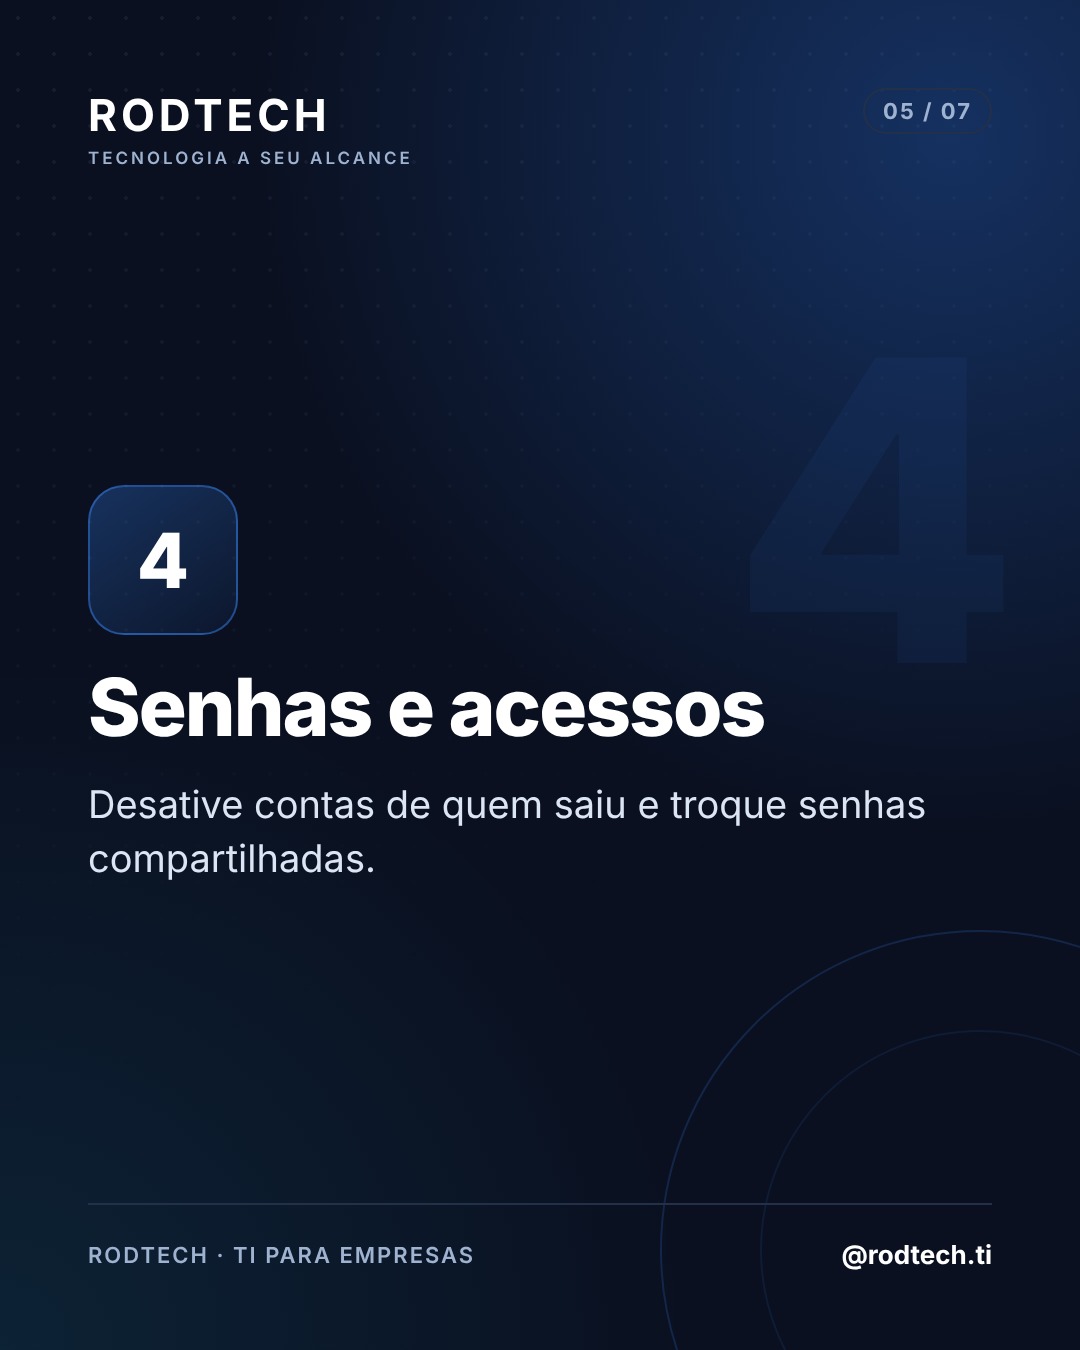 RODTECH
TECNOLOGIA A SEU ALCANCE
05 / 07
4
4
Senhas e acessos
Desative contas de quem saiu e troque senhas
compartilhadas.
RODTECH · TI PARA EMPRESAS
@rodtech.ti